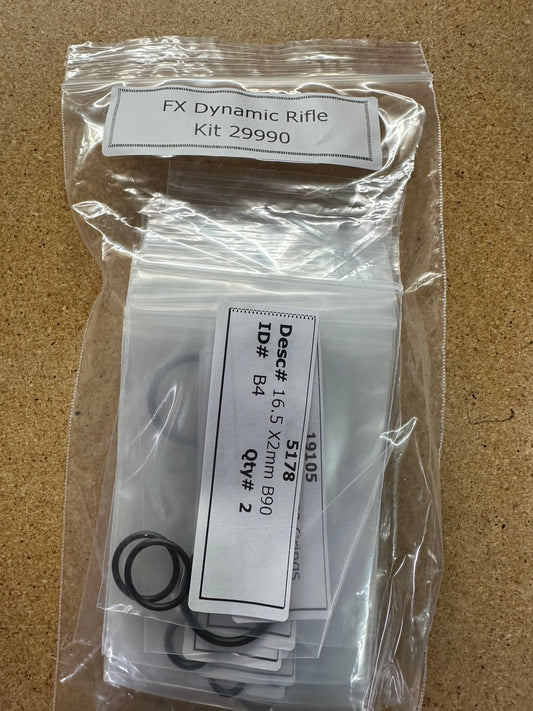 FX Dynamic Rifle
Kit 29990
5178
Desc# 16.5 X2mm B90
ID# B4 Qty# 2
19105